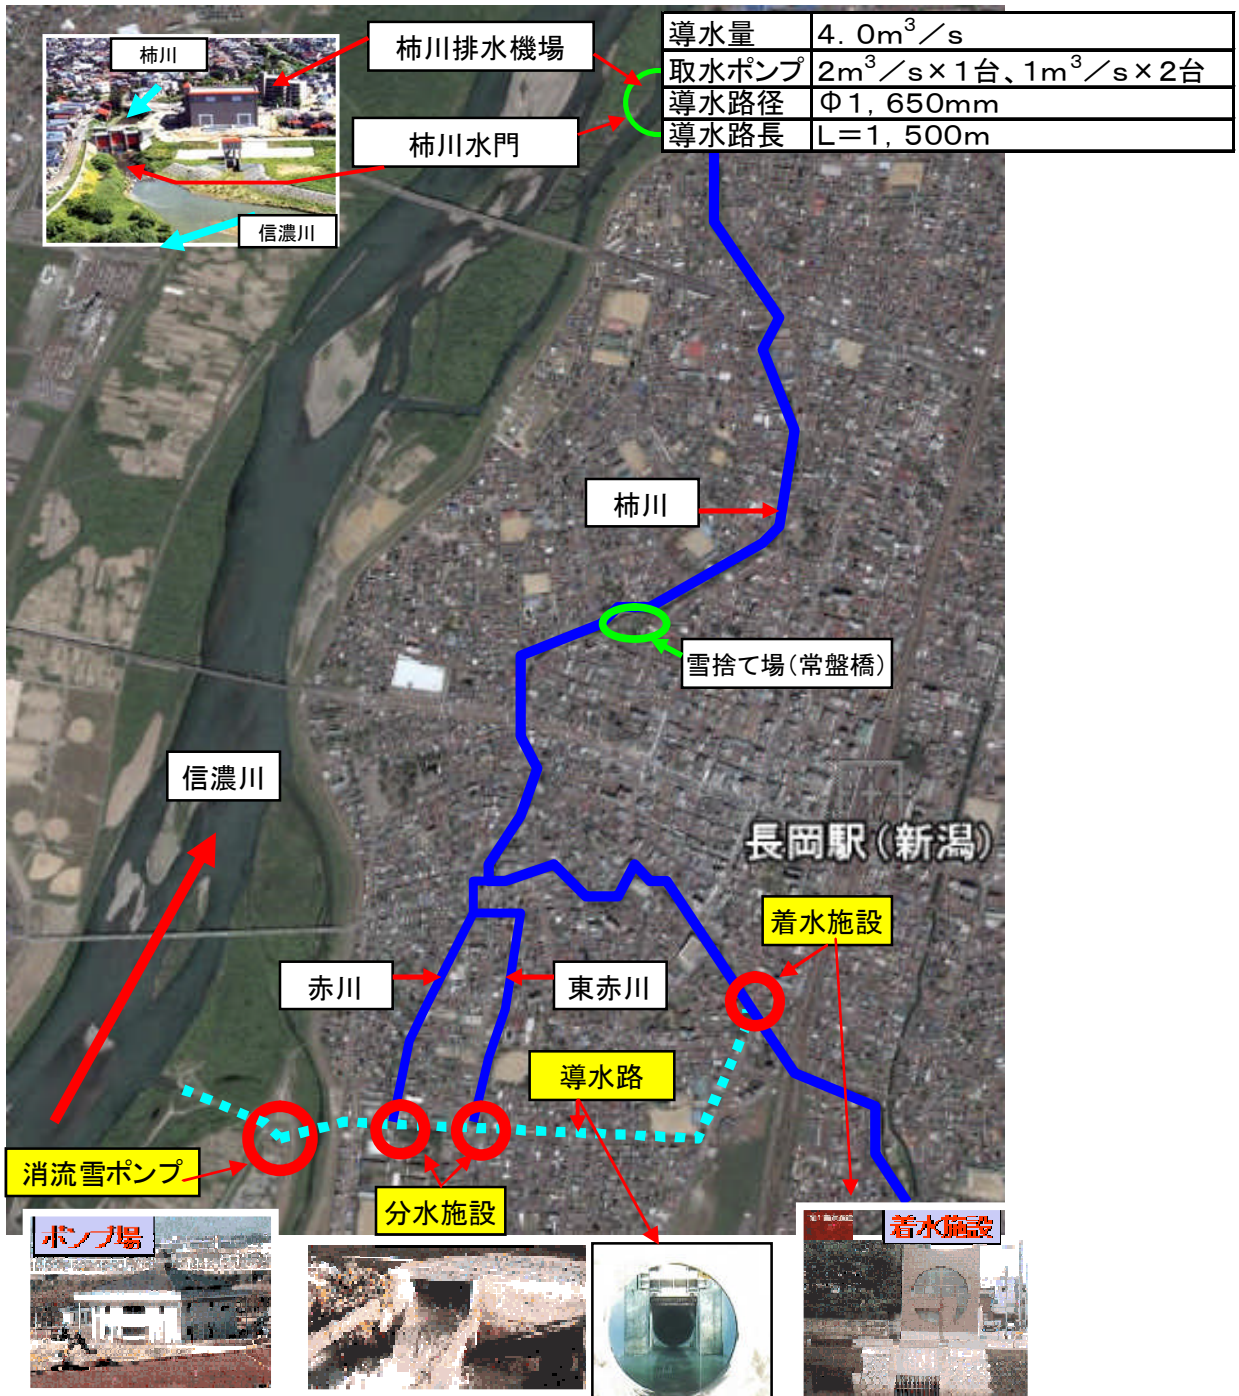 柿川
柿川排水機場
導水量 4．0m³／s
取水ポンプ 2m³／s×1台、1m³／s×2台
導水路径 Φ1，650mm
導水路長 L＝1，500m
柿川水門
信濃川
柿川
雪捨て場（常盤橋）
信濃川
長岡駅（新潟）
着水施設
赤川
東赤川
導水路
消流雪ポンプ
分水施設
ポンプ場
着水施設